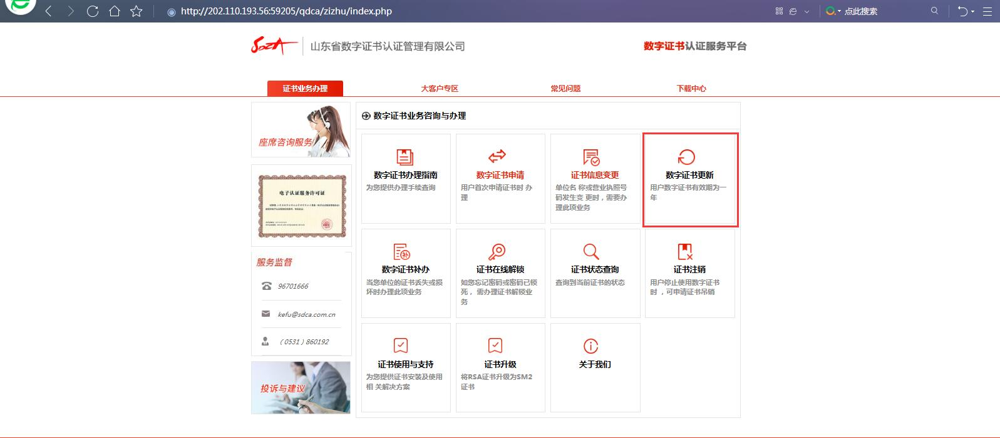 http://202.110.193.56:59205/qdca/zizhu/index.php
点此搜索
SDCA
山东省数字证书认证管理有限公司
数字证书认证服务平台
证书业务办理
大客户专区
常见问题
下载中心
座席咨询服务
电子认证服务许可证
服务监督
96701666
kefu@sdca.com.cn
（0531）860192
投诉与建议
数字证书业务咨询与办理
数字证书办理指南
为您提供办理手续查询
数字证书申请
用户首次申请证书时 办
理
证书信息变更
单位名 称或营业执照号
码发生变 更时，需要办
理此项业务
数字证书更新
用户数字证书有效期为一
年
数字证书补办
当您单位的证书丢失或损
坏时办理此项业务
证书在线解锁
如您忘记密码或密码已锁
死， 需办理证书解锁业
务
证书状态查询
查询到当前证书的状态
证书注销
用户停止使用数字证书
时 ，可申请证书吊销
证书使用与支持
为您提供证书安装及使用
相 关解决方案
证书升级
将RSA证书升级为SM2
证书
关于我们